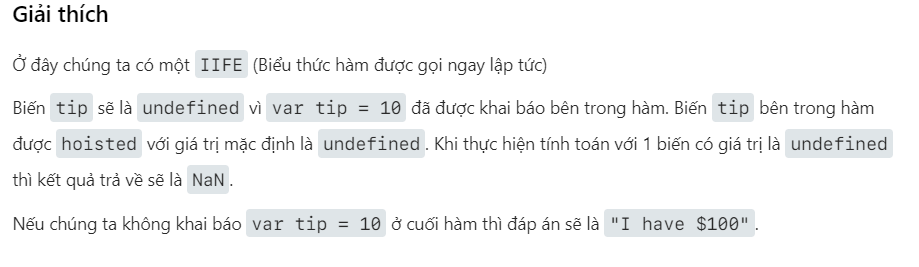 Giải thích
Ở đây chúng ta có một IIFE (Biểu thức hàm được gọi ngay lập tức)
Biến tip sẽ là undefined vì var tip = 10 đã được khai báo bên trong hàm. Biến tip bên trong hàm
được hoisted với giá trị mặc định là undefined. Khi thực hiện tính toán với 1 biến có giá trị là undefined
thì kết quả trả về sẽ là NaN.
Nếu chúng ta không khai báo var tip = 10 ở cuối hàm thì đáp án sẽ là "I have $100".